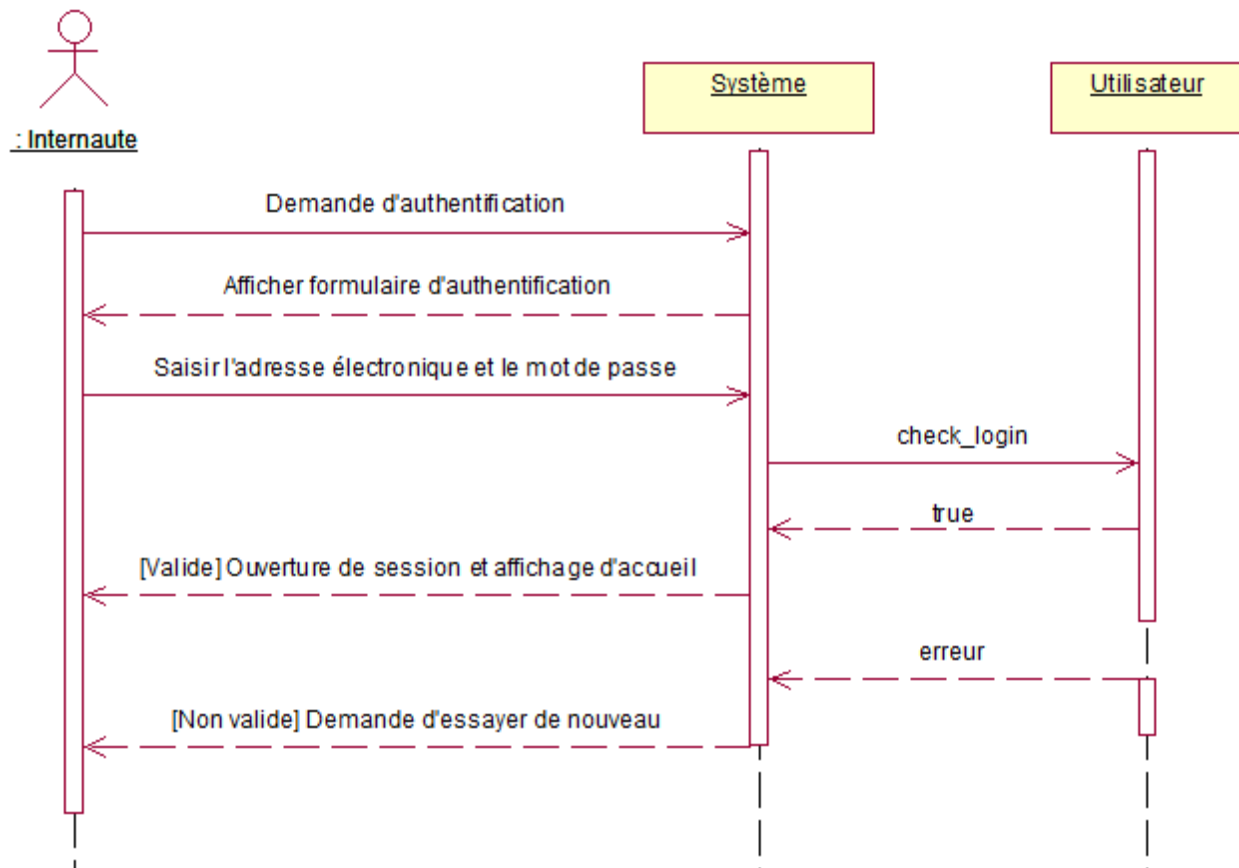 Système
Utilisateur
: Internaute
Demande d'authentification
Afficher formulaire d'authentification
Saisir l'adresse électronique et le mot de passe
check_login
true
[Valide] Ouverture de session et affichage d'accueil
erreur
[Non valide] Demande d'essayer de nouveau